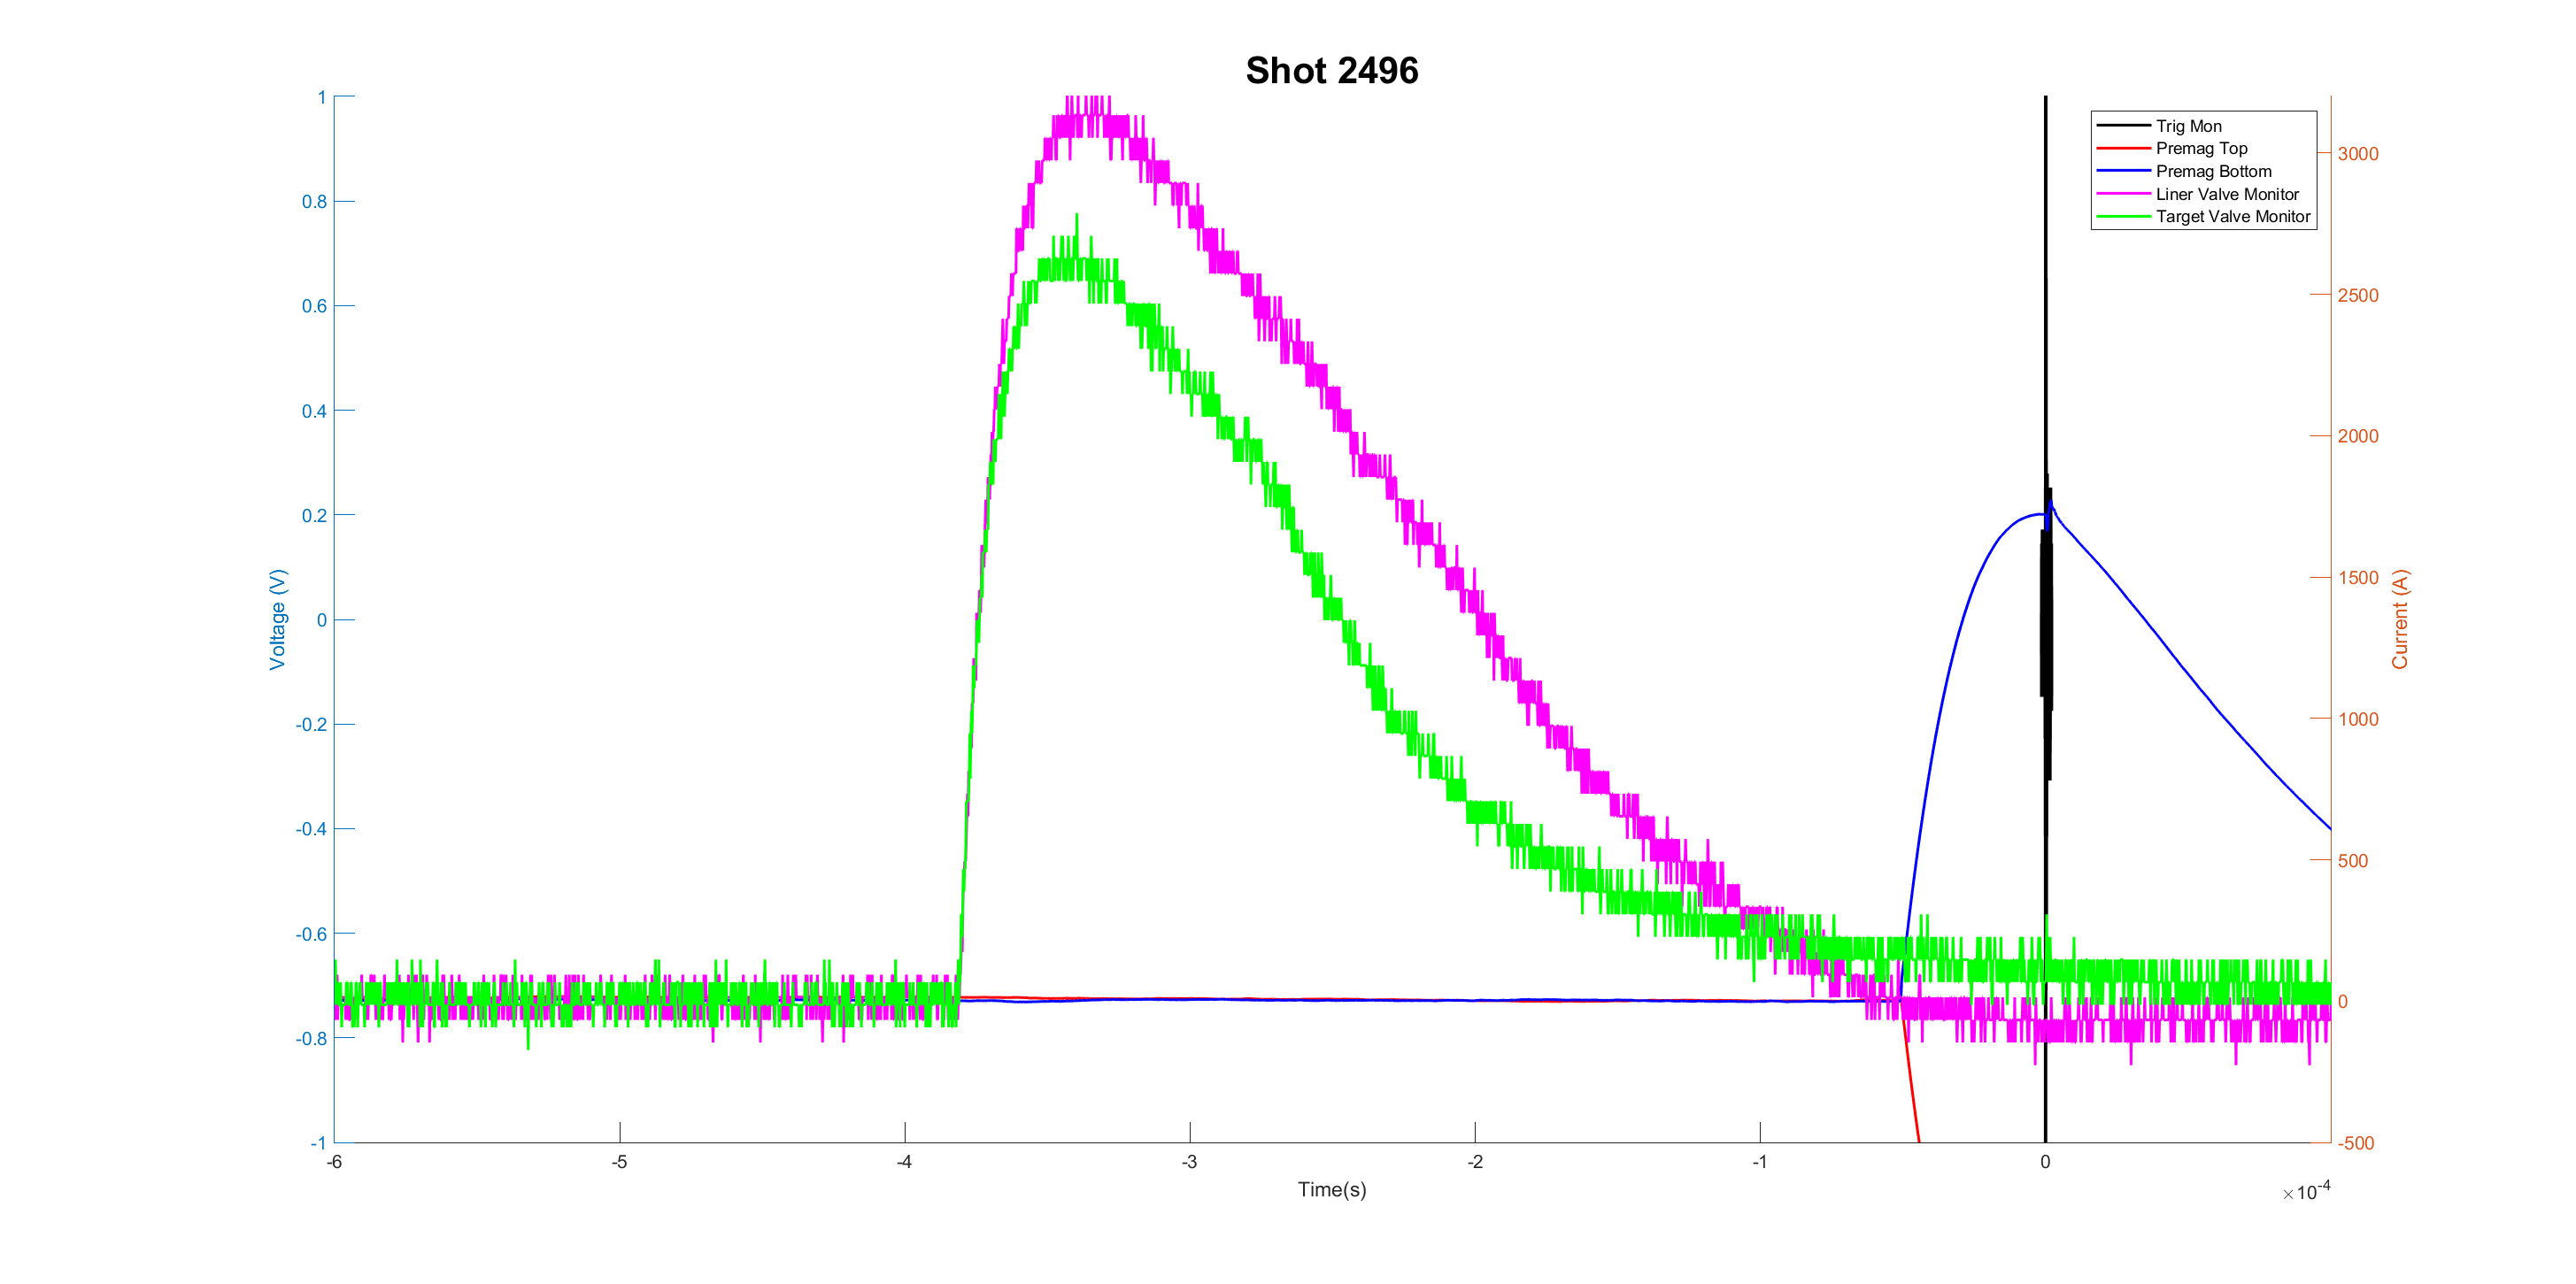 Shot 2496
1
0.8
0.6
0.4
0.2
0
-0.2
-0.4
-0.6
-0.8
-1
Voltage (V)
Trig Mon
Premag Top
Premag Bottom
Liner Valve Monitor
Target Valve Monitor
3000
2500
2000
1500
1000
500
0
-500
Current (A)
-6 -5 -4 -3 -2 -1 0
Time(s)
×10-4